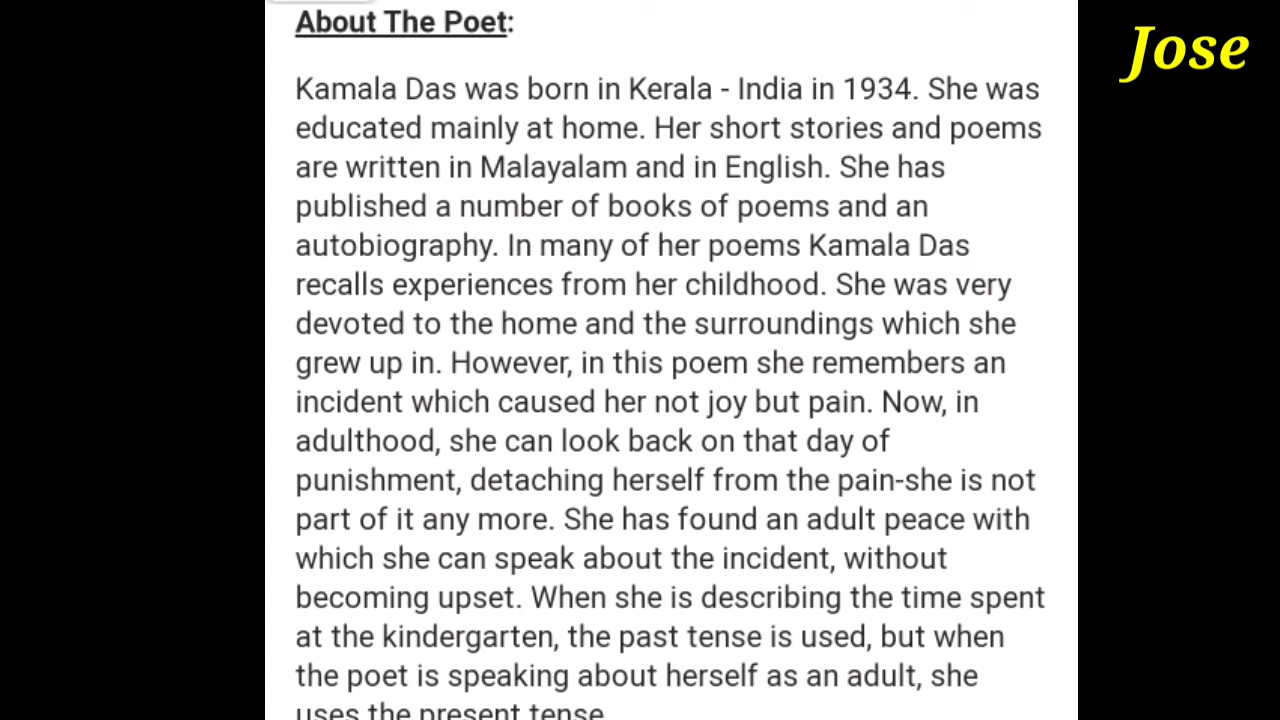 About The Poet:
Jose
Kamala Das was born in Kerala - India in 1934. She was
educated mainly at home. Her short stories and poems
are written in Malayalam and in English. She has
published a number of books of poems and an
autobiography. In many of her poems Kamala Das
recalls experiences from her childhood. She was very
devoted to the home and the surroundings which she
grew up in. However, in this poem she remembers an
incident which caused her not joy but pain. Now, in
adulthood, she can look back on that day of
punishment, detaching herself from the pain-she is not
part of it any more. She has found an adult peace with
which she can speak about the incident, without
becoming upset. When she is describing the time spent
at the kindergarten, the past tense is used, but when
the poet is speaking about herself as an adult, she
uses the present tense